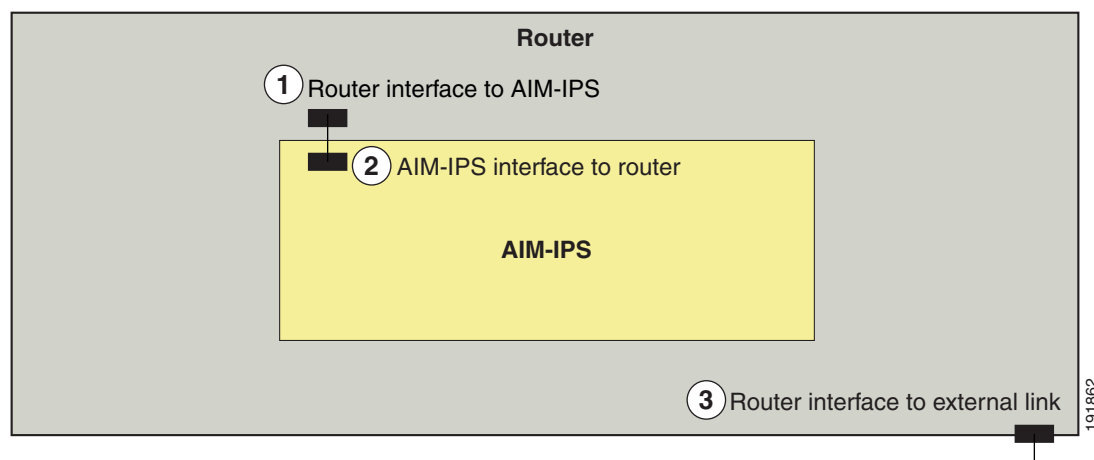 Router
1 Router interface to AIM-IPS
2 AIM-IPS interface to router
AIM-IPS
3 Router interface to external link
191862